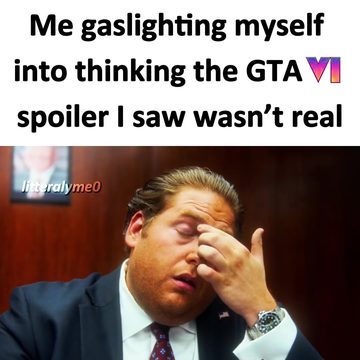 Me gaslighting myself
into thinking the GTA VI
spoiler I saw wasn’t real
litteralyme0